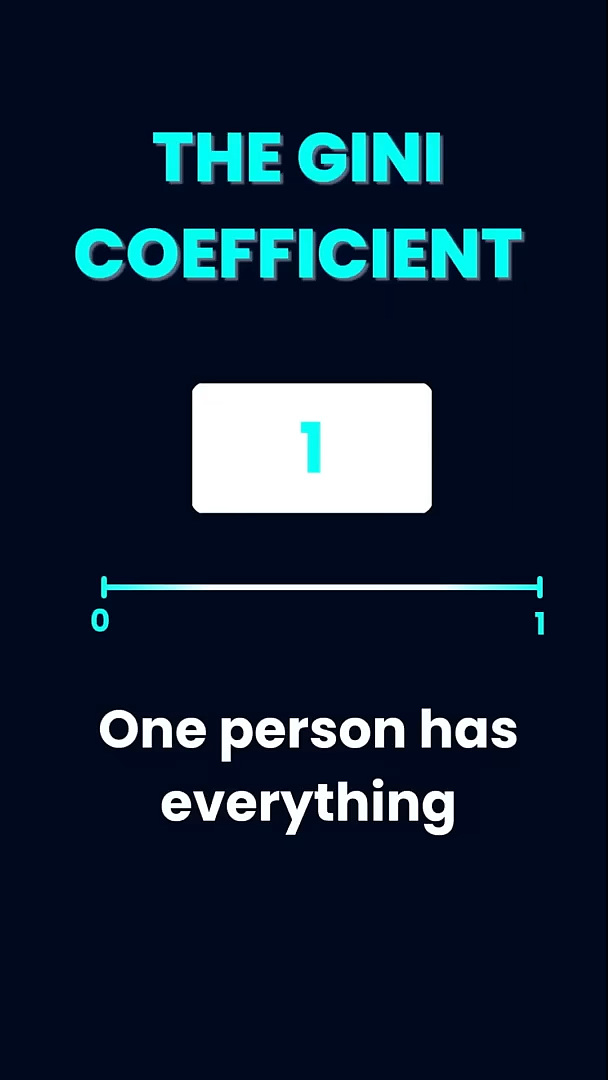 THE GINI
COEFFICIENT
1
0 1
One person has
everything